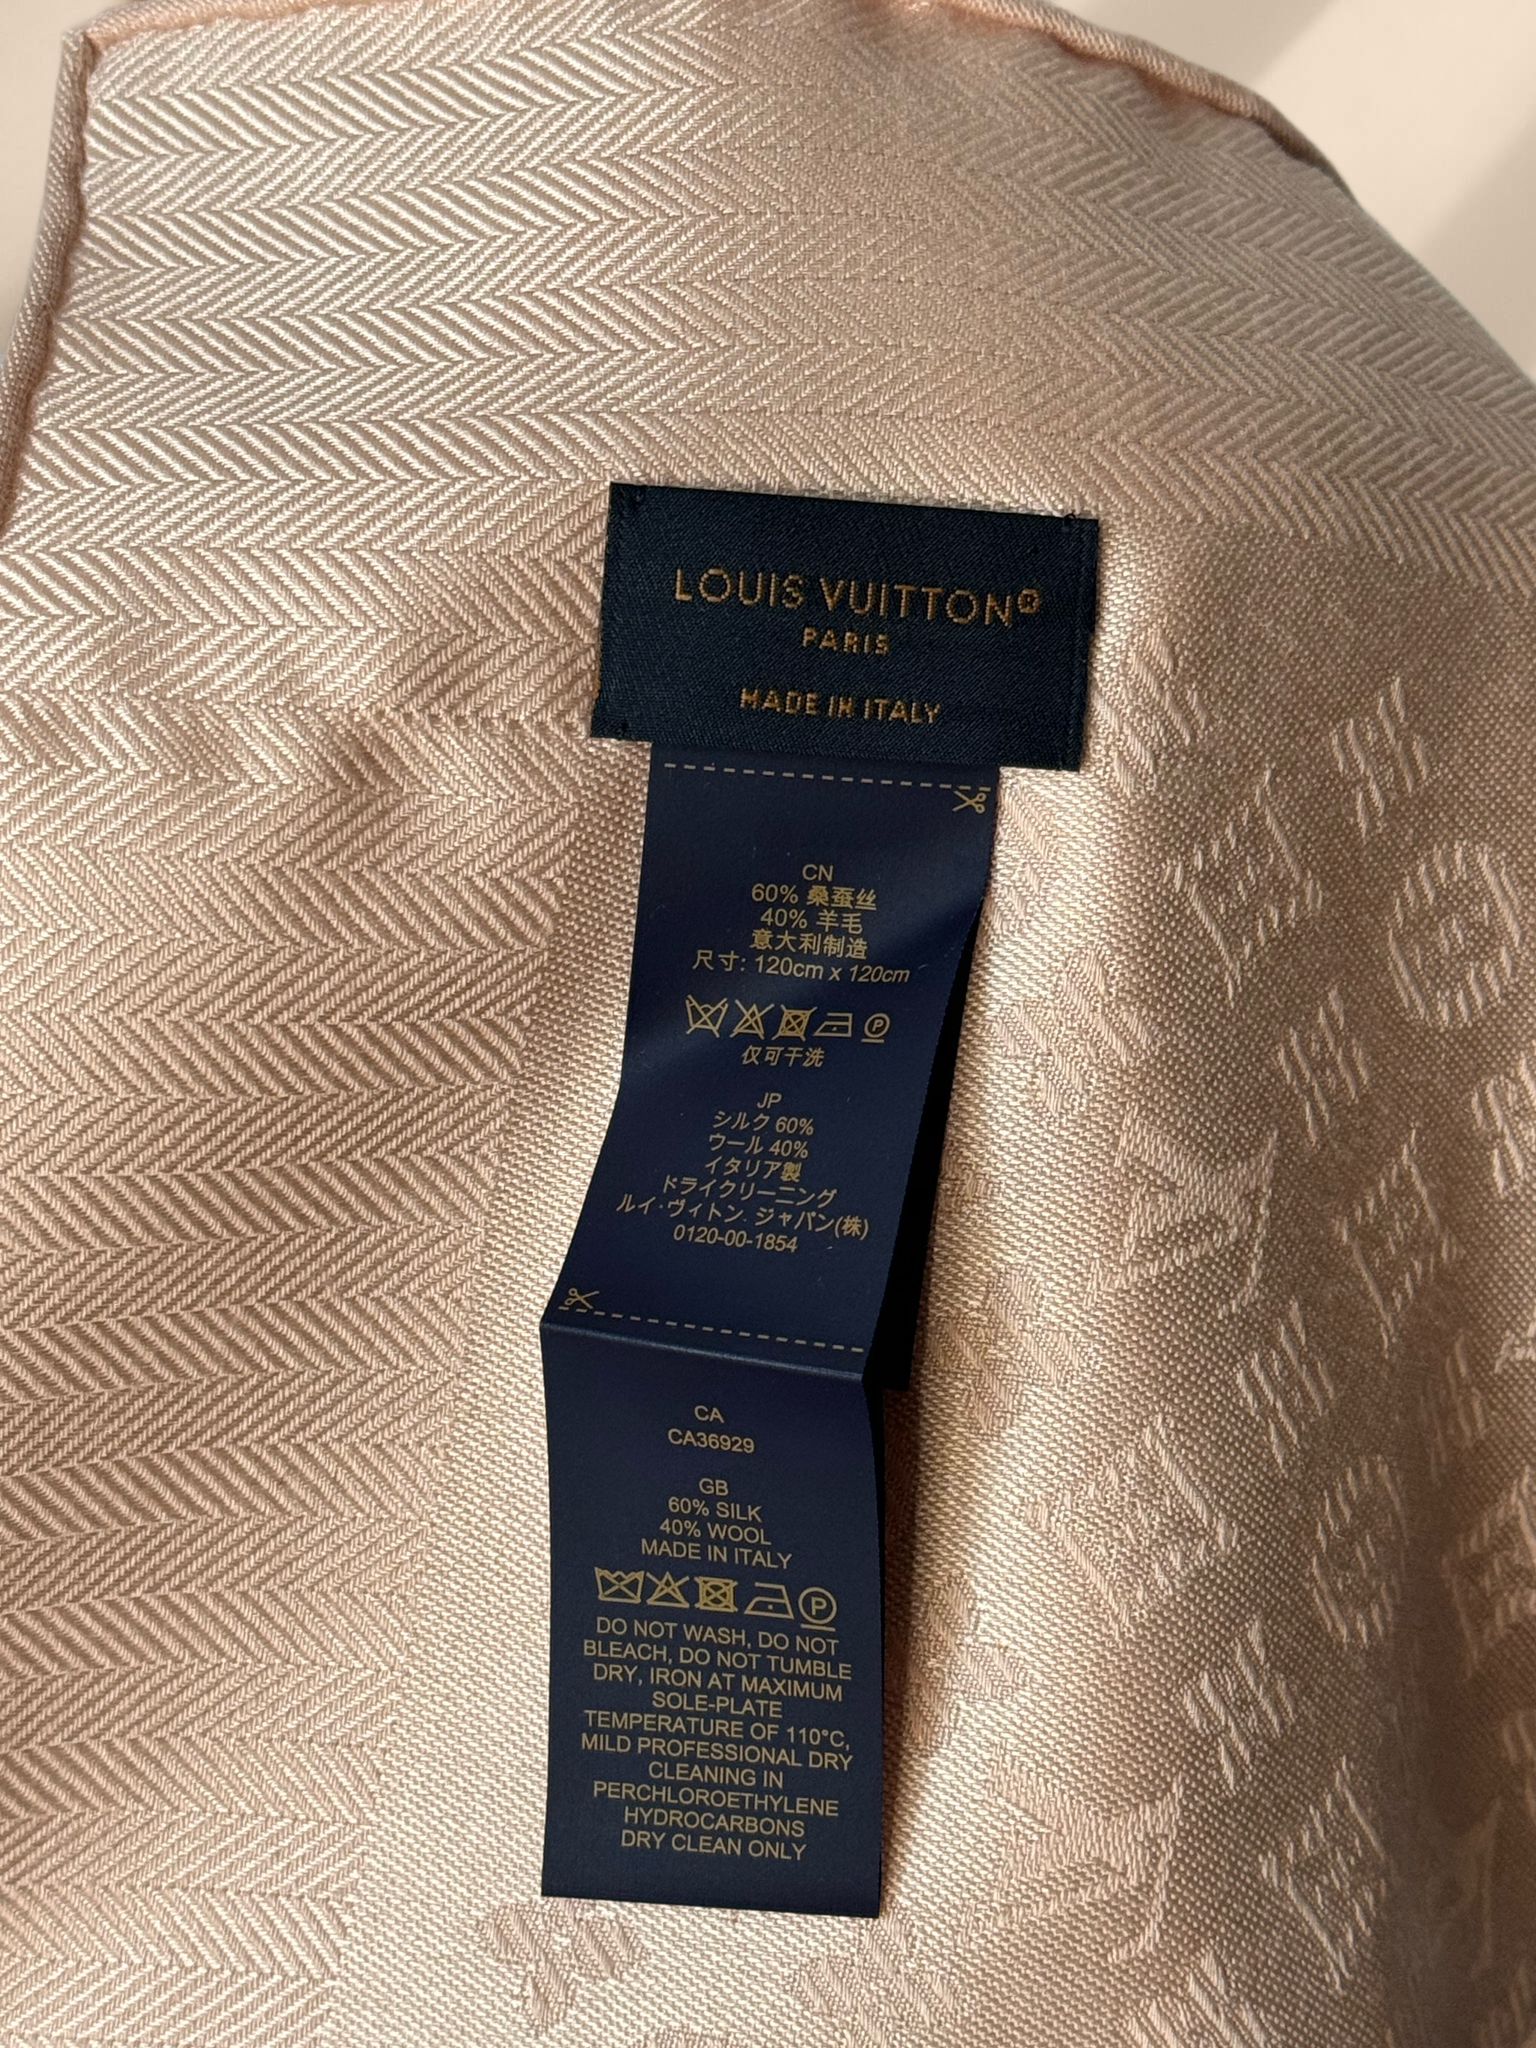 LOUIS VUITTON®
PARIS
MADE IN ITALY
CN
60% 桑蚕丝
40% 羊毛
意大利制造
尺寸: 120cm x 120cm
P
仅可干洗
JP
シルク 60%
ウール 40%
イタリア製
ドライクリーニング
ルイ·ヴィトン. ジャパン(株)
0120-00-1854
CA
CA36929
GB
60% SILK
40% WOOL
MADE IN ITALY
P
DO NOT WASH, DO NOT
BLEACH, DO NOT TUMBLE
DRY, IRON AT MAXIMUM
SOLE-PLATE
TEMPERATURE OF 110°C,
MILD PROFESSIONAL DRY
CLEANING IN
PERCHLOROETHYLENE
HYDROCARBONS
DRY CLEAN ONLY